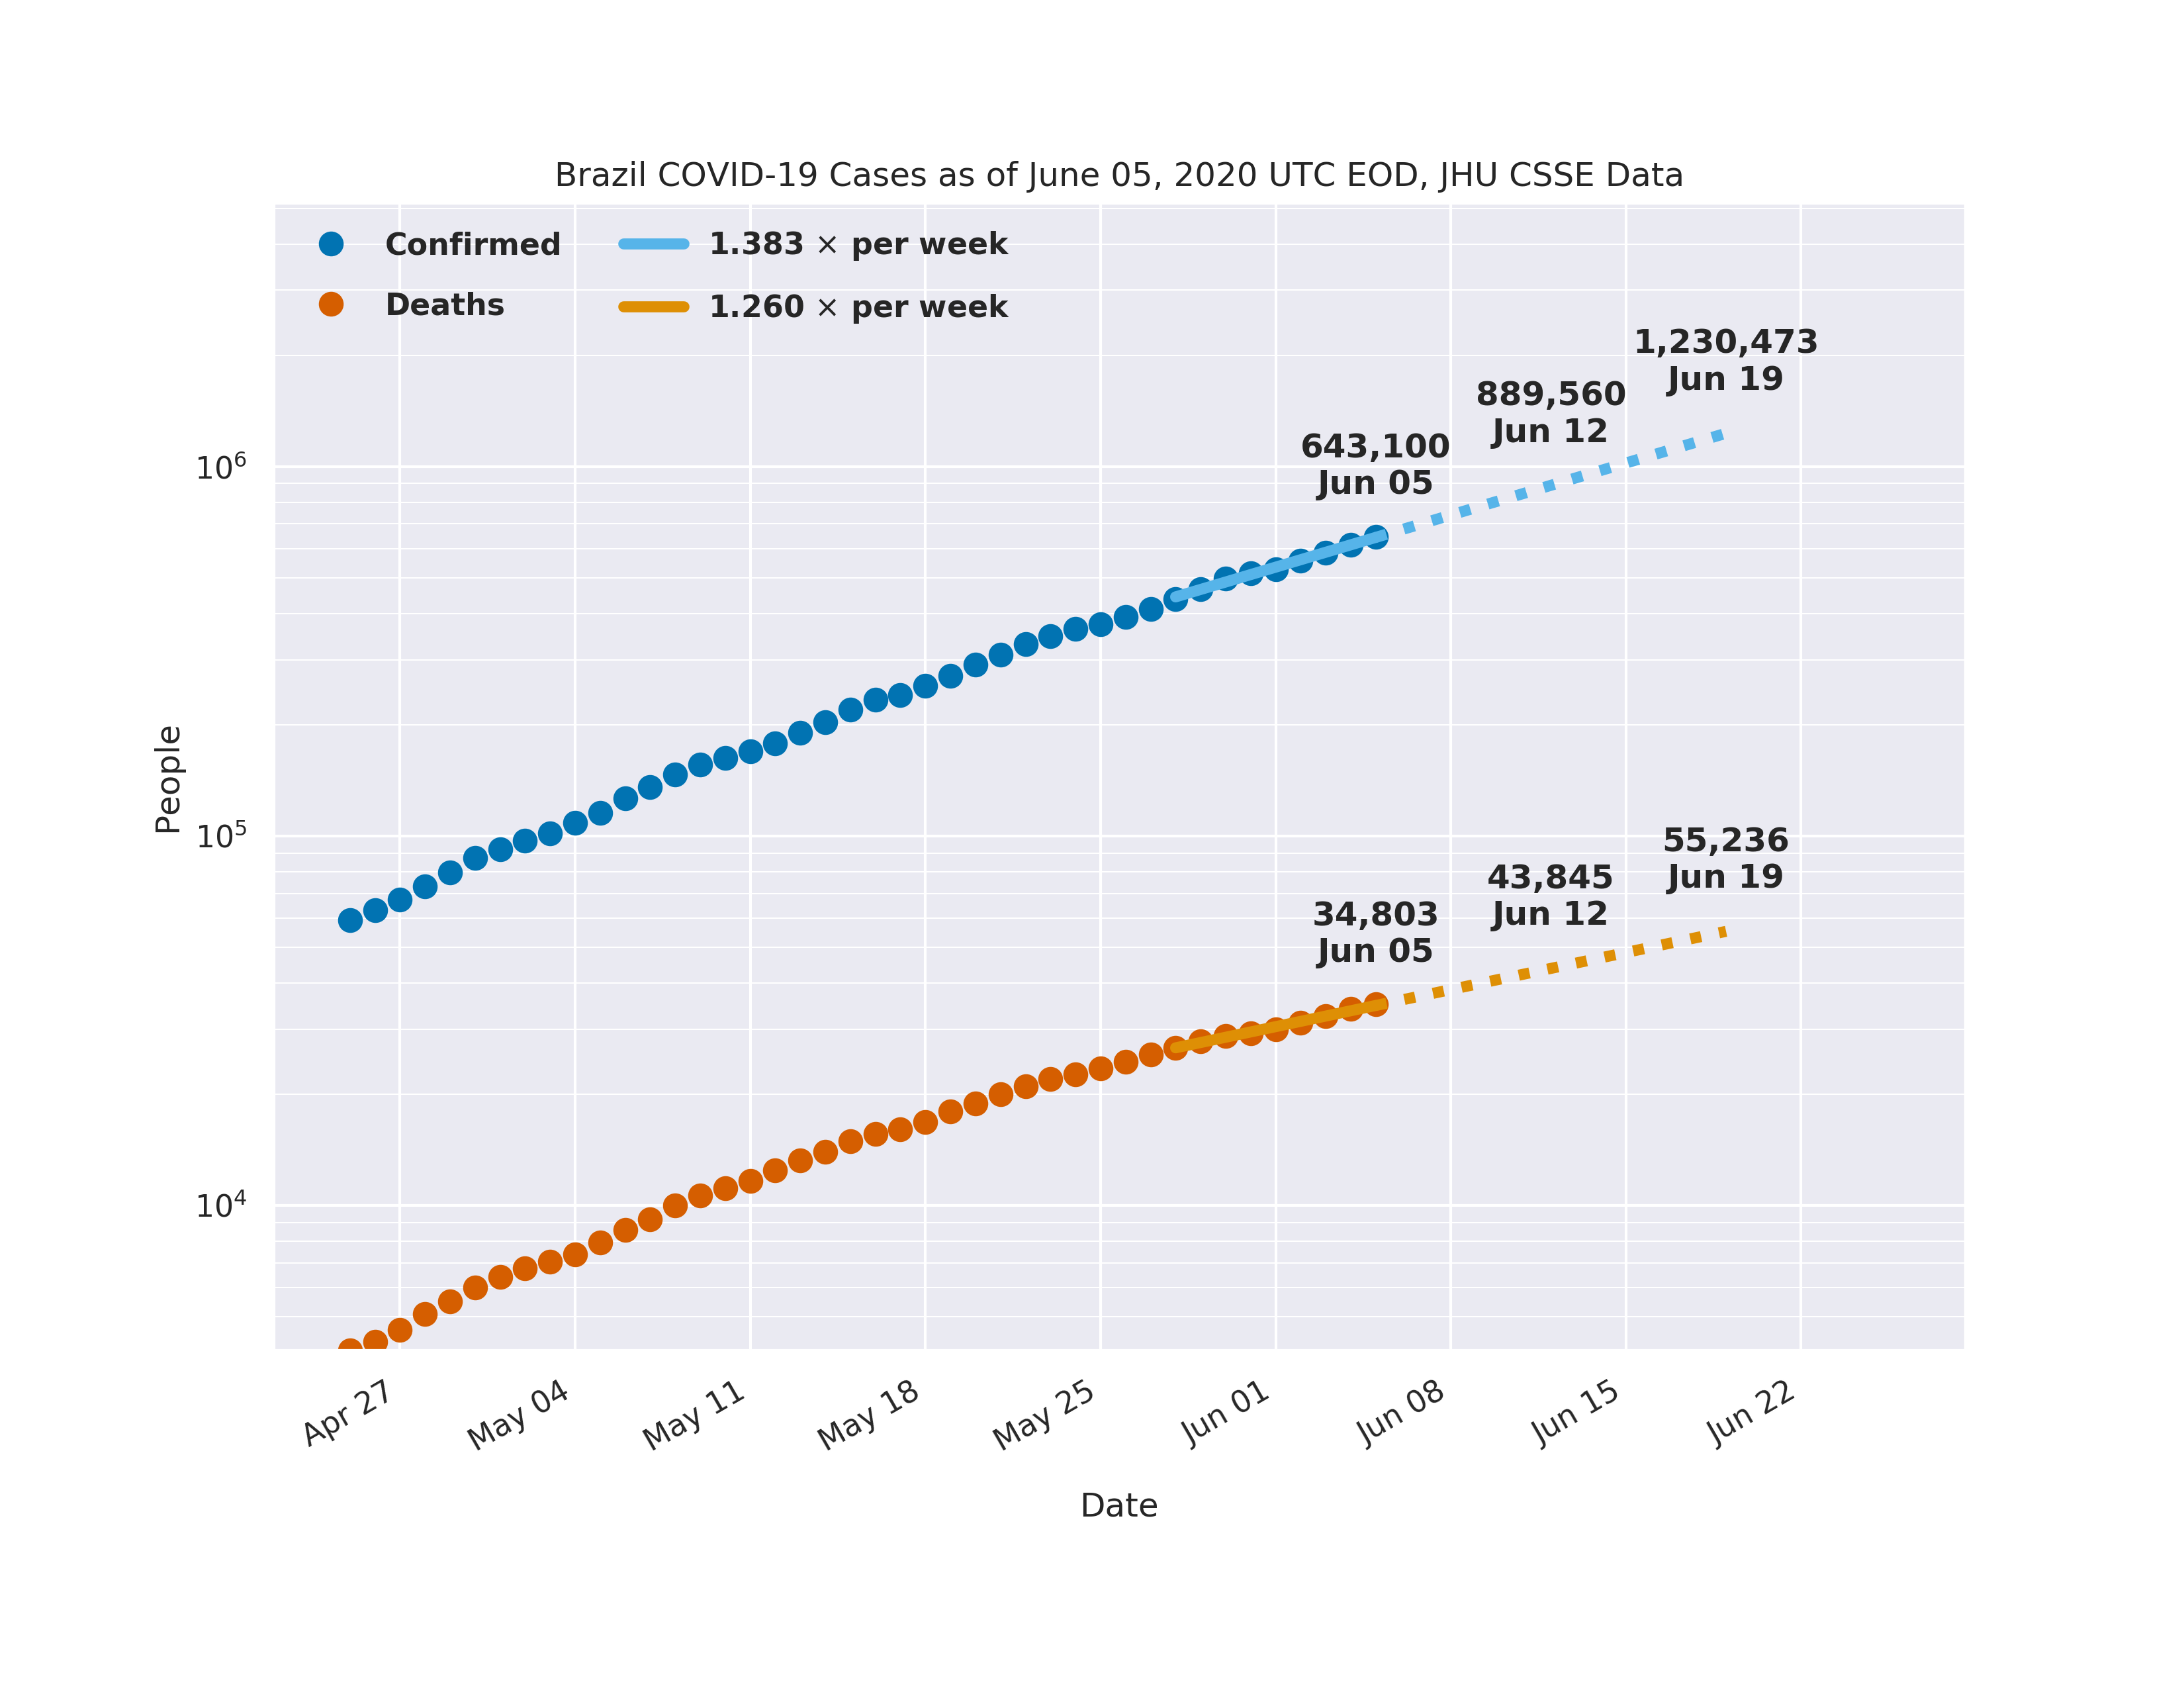 Brazil COVID-19 Cases as of June 05, 2020 UTC EOD, JHU CSSE Data
Confirmed
Deaths
1.383 × per week
1.260 × per week
1,230,473
Jun 19
889,560
Jun 12
643,100
Jun 05
55,236
Jun 19
43,845
Jun 12
34,803
Jun 05
People
10⁶
10⁵
10⁴
Apr 27
May 04
May 11
May 18
May 25
Jun 01
Jun 08
Jun 15
Jun 22
Date